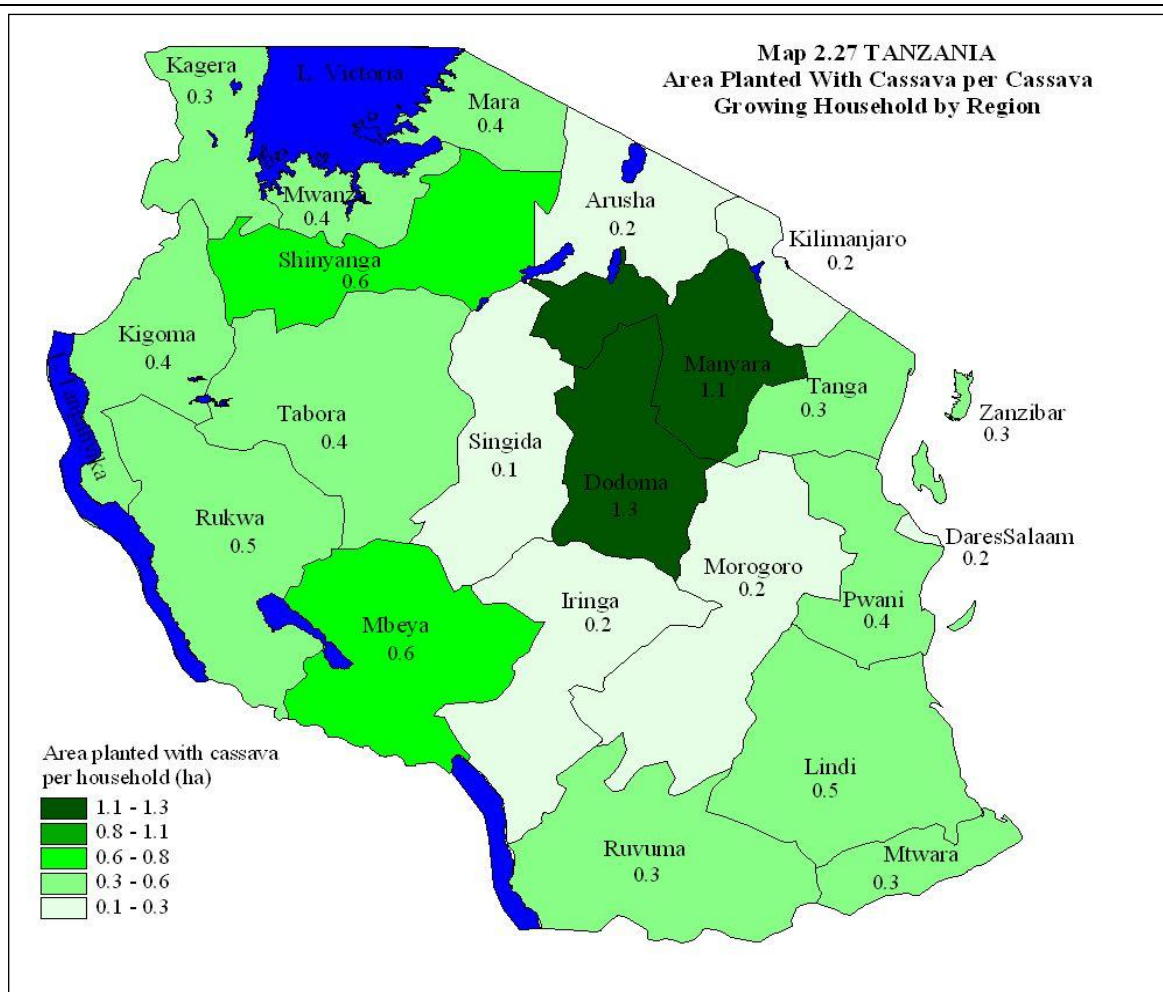 Map 2.27 TANZANIA
Area Planted With Cassava per Cassava
Growing Household by Region
Kagera
0.3
L. Victoria
Mara
0.4
Mwanza
0.4
Arusha
0.2
Kilimanjaro
0.2
Shinyanga
0.6
Kigoma
0.4
Manyara
1.1
Tanga
0.3
Zanzibar
0.3
Tabora
0.4
Singida
0.1
L. Tanganyika
Dodoma
1.3
Rukwa
0.5
DaresSalaam
0.2
Morogoro
0.2
Iringa
0.2
Pwani
0.4
Mbeya
0.6
Lindi
0.5
Ruvuma
0.3
Mtwara
0.3
Area planted with cassava
per household (ha)
1.1 - 1.3
0.8 - 1.1
0.6 - 0.8
0.3 - 0.6
0.1 - 0.3